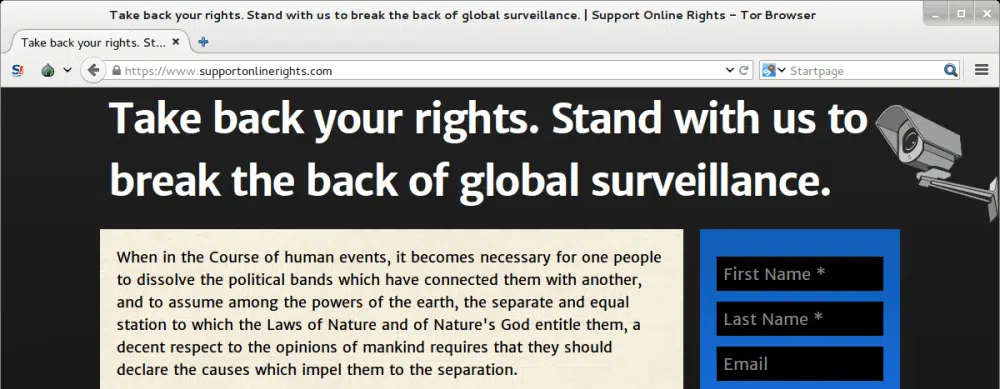 Take back your rights. Stand with us to break the back of global surveillance. | Support Online Rights - Tor Browser
Take back your rights. St...
https://www.supportonlinerights.com
Startpage
Take back your rights. Stand with us to
break the back of global surveillance.
When in the Course of human events, it becomes necessary for one people
to dissolve the political bands which have connected them with another,
and to assume among the powers of the earth, the separate and equal
station to which the Laws of Nature and of Nature's God entitle them, a
decent respect to the opinions of mankind requires that they should
declare the causes which impel them to the separation.
First Name *
Last Name *
Email